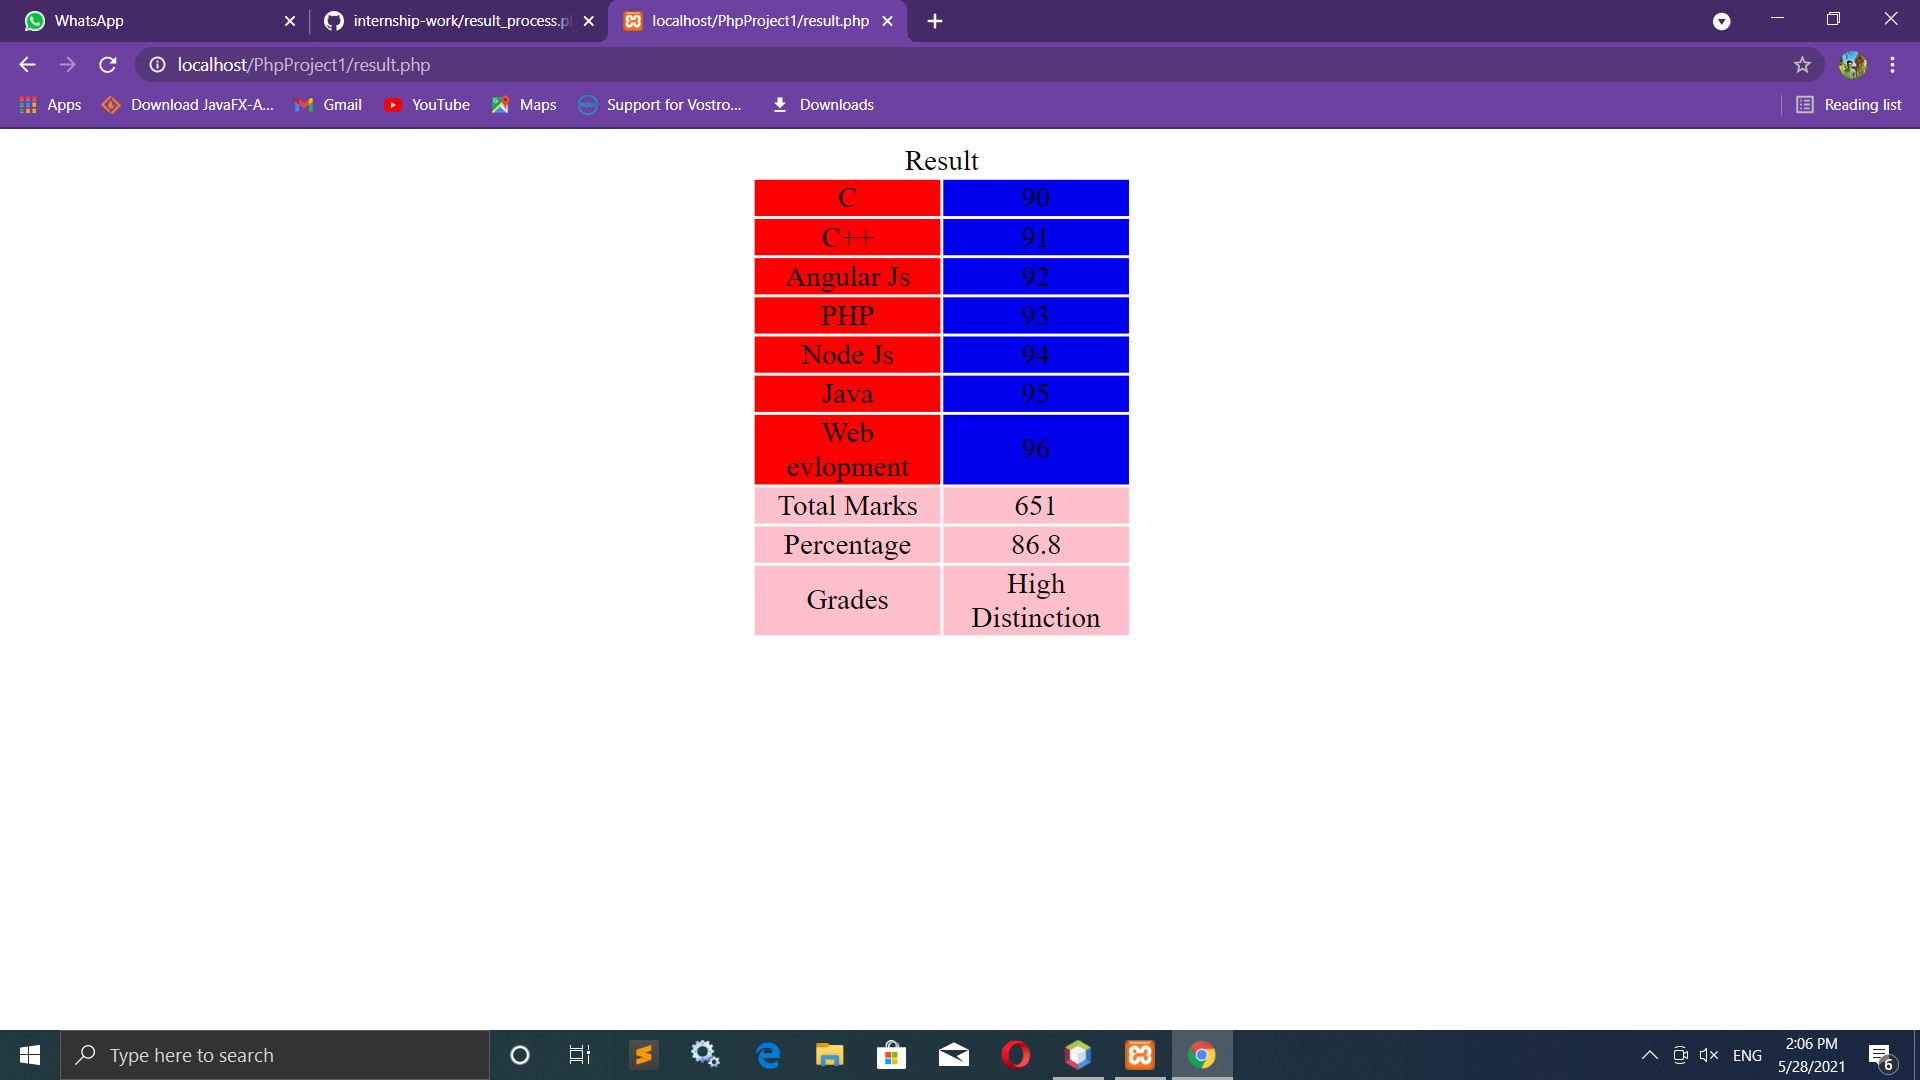 WhatsApp
internship-work/result_process.p
localhost/PhpProject1/result.php
localhost/PhpProject1/result.php
Apps
Download JavaFX-A...
Gmail
YouTube
Maps
Support for Vostro...
Downloads
Reading list
Result
C 90
C++ 91
Angular Js 92
PHP 93
Node Js 94
Java 95
Web
evlopment 96
Total Marks 651
Percentage 86.8
Grades High
Distinction
Type here to search
ENG
2:06 PM
5/28/2021
6